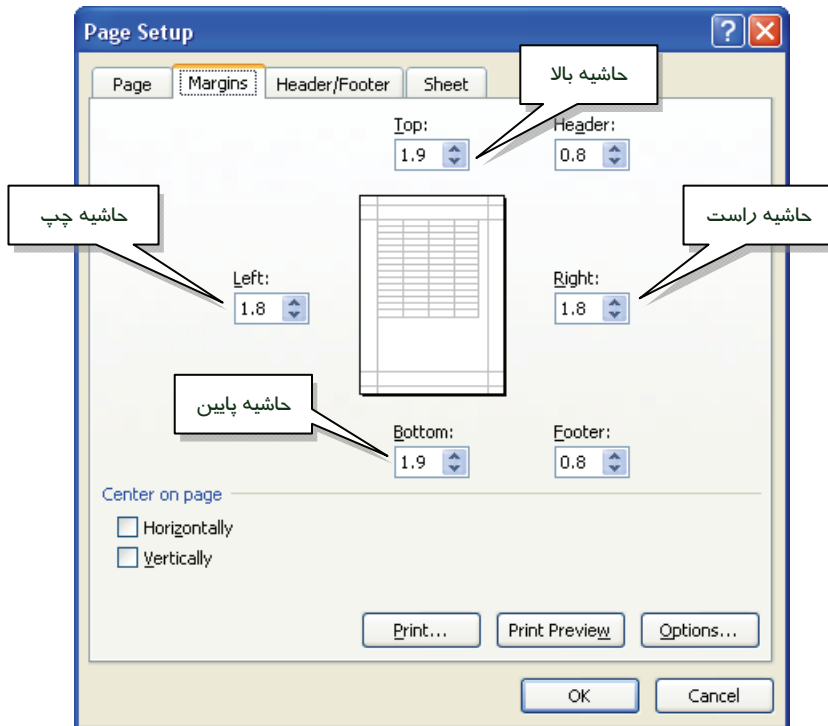 Page Setup
Page Margins Header/Footer Sheet
حاشیه بالا
Top: Header:
1.9 0.8
حاشیه چپ
حاشیه راست
Left: Right:
1.8 1.8
حاشیه پایین
Bottom: Footer:
1.9 0.8
Center on page
Horizontally
Vertically
Print... Print Preview Options...
OK Cancel